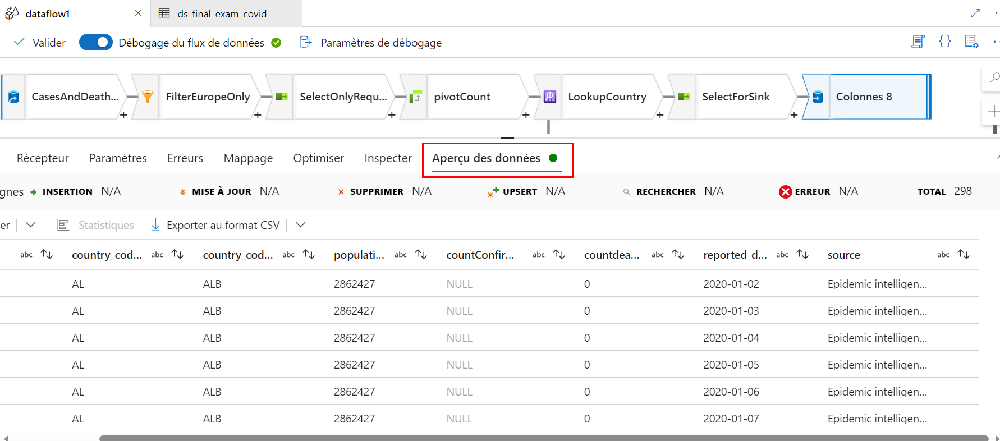 dataflow1
ds_final_exam_covid
Valider
Débogage du flux de données
Paramètres de débogage
CasesAndDeath...
FilterEuropeOnly
SelectOnlyRequ...
pivotCount
LookupCountry
SelectForSink
Colonnes 8
Récepteur
Paramètres
Erreurs
Mappage
Optimiser
Inspecter
Aperçu des données
gnes INSERTION N/A MISE À JOUR N/A SUPPRIMER N/A UPSERT N/A RECHERCHER N/A ERREUR N/A TOTAL 298
er Statistiques Exporter au format CSV
abc country_cod... abc country_cod... abc populati... abc countConfir... abc countdea... abc reported_d... abc source abc
AL ALB 2862427 NULL 0 2020-01-02 Epidemic intelligen...
AL ALB 2862427 NULL 0 2020-01-03 Epidemic intelligen...
AL ALB 2862427 NULL 0 2020-01-04 Epidemic intelligen...
AL ALB 2862427 NULL 0 2020-01-05 Epidemic intelligen...
AL ALB 2862427 NULL 0 2020-01-06 Epidemic intelligen...
AL ALB 2862427 NULL 0 2020-01-07 Epidemic intelligen...